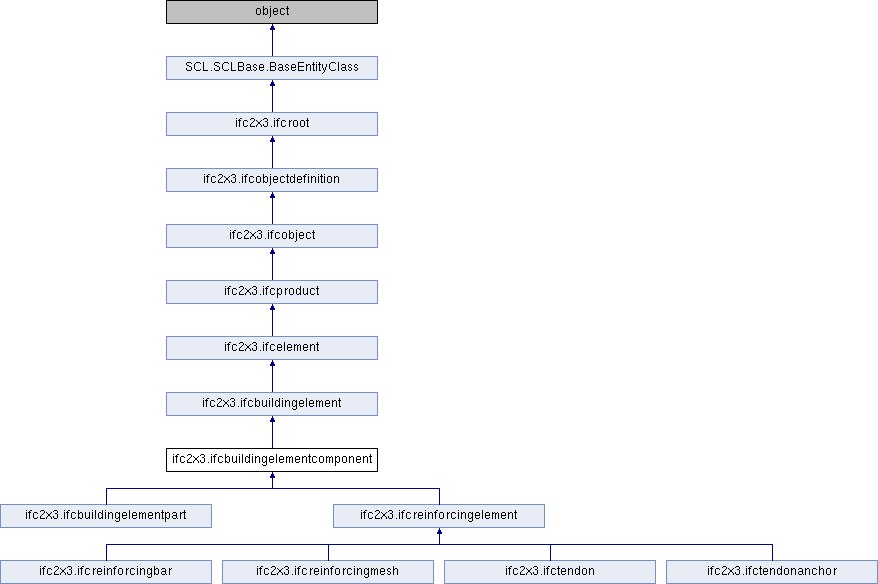 object
SCL.SCLBase.BaseEntityClass
ifc2x3.ifcroot
ifc2x3.ifcobjectdefinition
ifc2x3.ifcobject
ifc2x3.ifcproduct
ifc2x3.ifcelement
ifc2x3.ifcbuildingelement
ifc2x3.ifcbuildingelementcomponent
ifc2x3.ifcbuildingelementpart
ifc2x3.ifcreinforcingelement
ifc2x3.ifcreinforcingbar
ifc2x3.ifcreinforcingmesh
ifc2x3.ifctendon
ifc2x3.ifctendonanchor